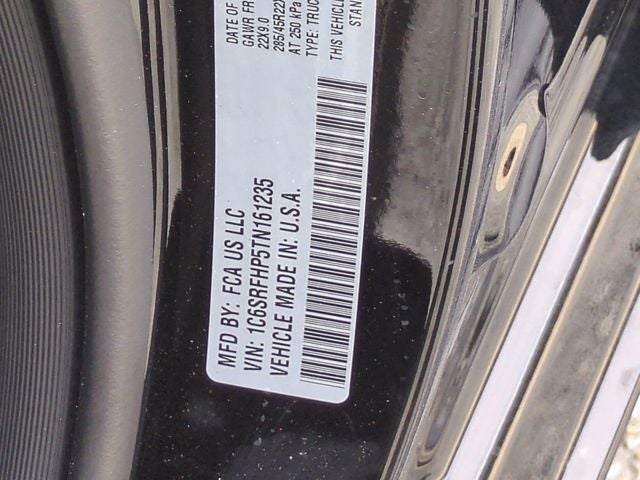 MFD BY: FCA US LLC
VIN: 1C6SRFHP5TN161235
VEHICLE MADE IN: U.S.A.
DATE OF
GAWR FR
22X9.0
285/45R22
AT 250 kPa
TYPE: TRUC
THIS VEHICLE
STAN